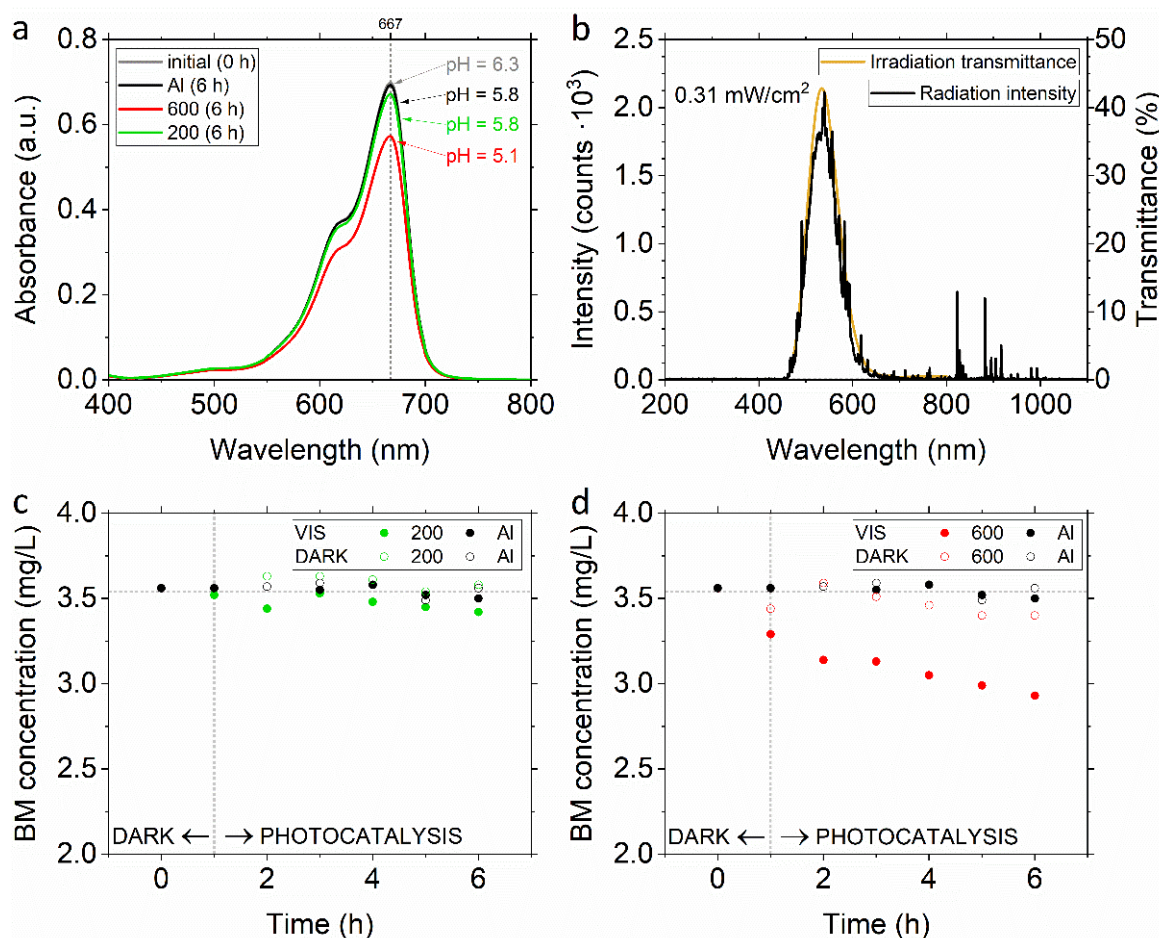 a
667
0.8
0.6
0.4
0.2
0.0
Absorbance (a.u.)
initial (0 h)
Al (6 h)
600 (6 h)
200 (6 h)
pH = 6.3
pH = 5.8
pH = 5.8
pH = 5.1
400 500 600 700 800
Wavelength (nm)
b
2.5
2.0
1.5
1.0
0.5
0.0
Intensity (counts ·10³)
0.31 mW/cm²
Irradiation transmittance
Radiation intensity
50
40
30
20
10
0
Transmittance (%)
200 400 600 800 1000
Wavelength (nm)
c
4.0
3.5
3.0
2.5
2.0
BM concentration (mg/L)
VIS 200 Al
DARK 200 Al
DARK ← → PHOTOCATALYSIS
0 2 4 6
Time (h)
d
4.0
3.5
3.0
2.5
2.0
BM concentration (mg/L)
VIS 600 Al
DARK 600 Al
DARK ← → PHOTOCATALYSIS
0 2 4 6
Time (h)